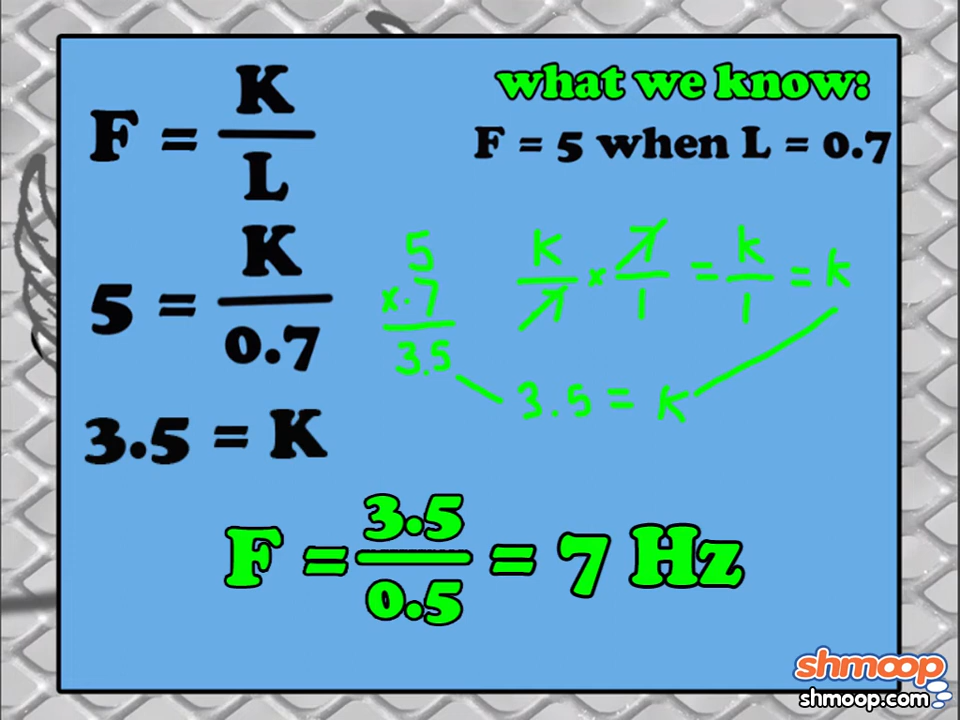 F = K/L
what we know:
F = 5 when L = 0.7
5 = K/0.7
3.5 = K
5
x.7
3.5
K/.7 x .7/1 = K/1 = K
3.5 = K
F = 3.5/0.5 = 7 Hz
shmoop
shmoop.com